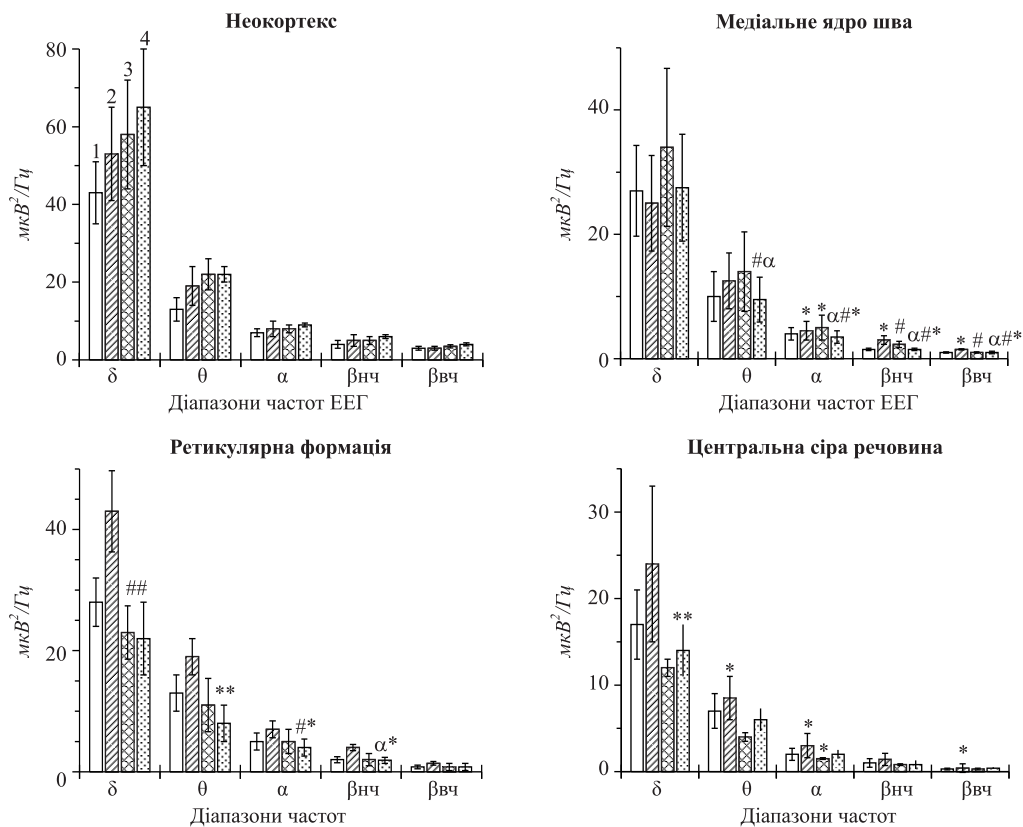 Неокортекс
80
60
40
20
0
мкВ²/Гц
1
2
3
4
δ θ α βнч βвч
Діапазони частот ЕЕГ
Медіальне ядро шва
40
20
0
мкВ²/Гц
#α
* * α#*
* # α#*
* # α#*
δ θ α βнч βвч
Діапазони частот ЕЕГ
Ретикулярна формація
40
20
0
мкВ²/Гц
##
**
#*
α*
δ θ α βнч βвч
Діапазони частот
Центральна сіра речовина
30
20
10
0
мкВ²/Гц
**
*
* *
*
δ θ α βнч βвч
Діапазони частот